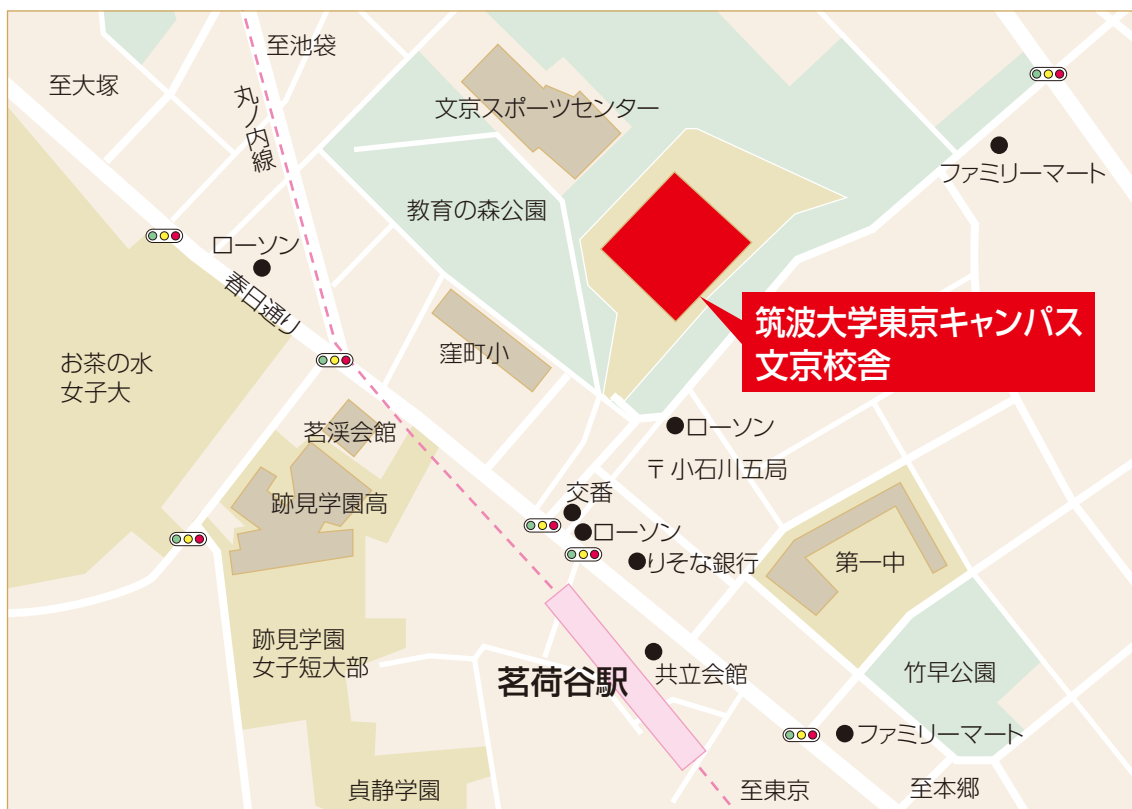 至池袋
至大塚
丸ノ内線
文京スポーツセンター
ファミリーマート
教育の森公園
ローソン
春日通り
筑波大学東京キャンパス
文京校舎
お茶の水
女子大
窪町小
茗渓会館
ローソン
〒小石川五局
跡見学園高
交番
ローソン
りそな銀行
第一中
跡見学園
女子短大部
茗荷谷駅
共立会館
竹早公園
ファミリーマート
貞静学園
至東京
至本郷